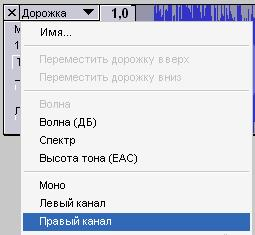 Дорожка
1,0
Имя...
Переместить дорожку вверх
Переместить дорожку вниз
Волна
Волна (ДБ)
Спектр
Высота тона (EAC)
Моно
Левый канал
Правый канал